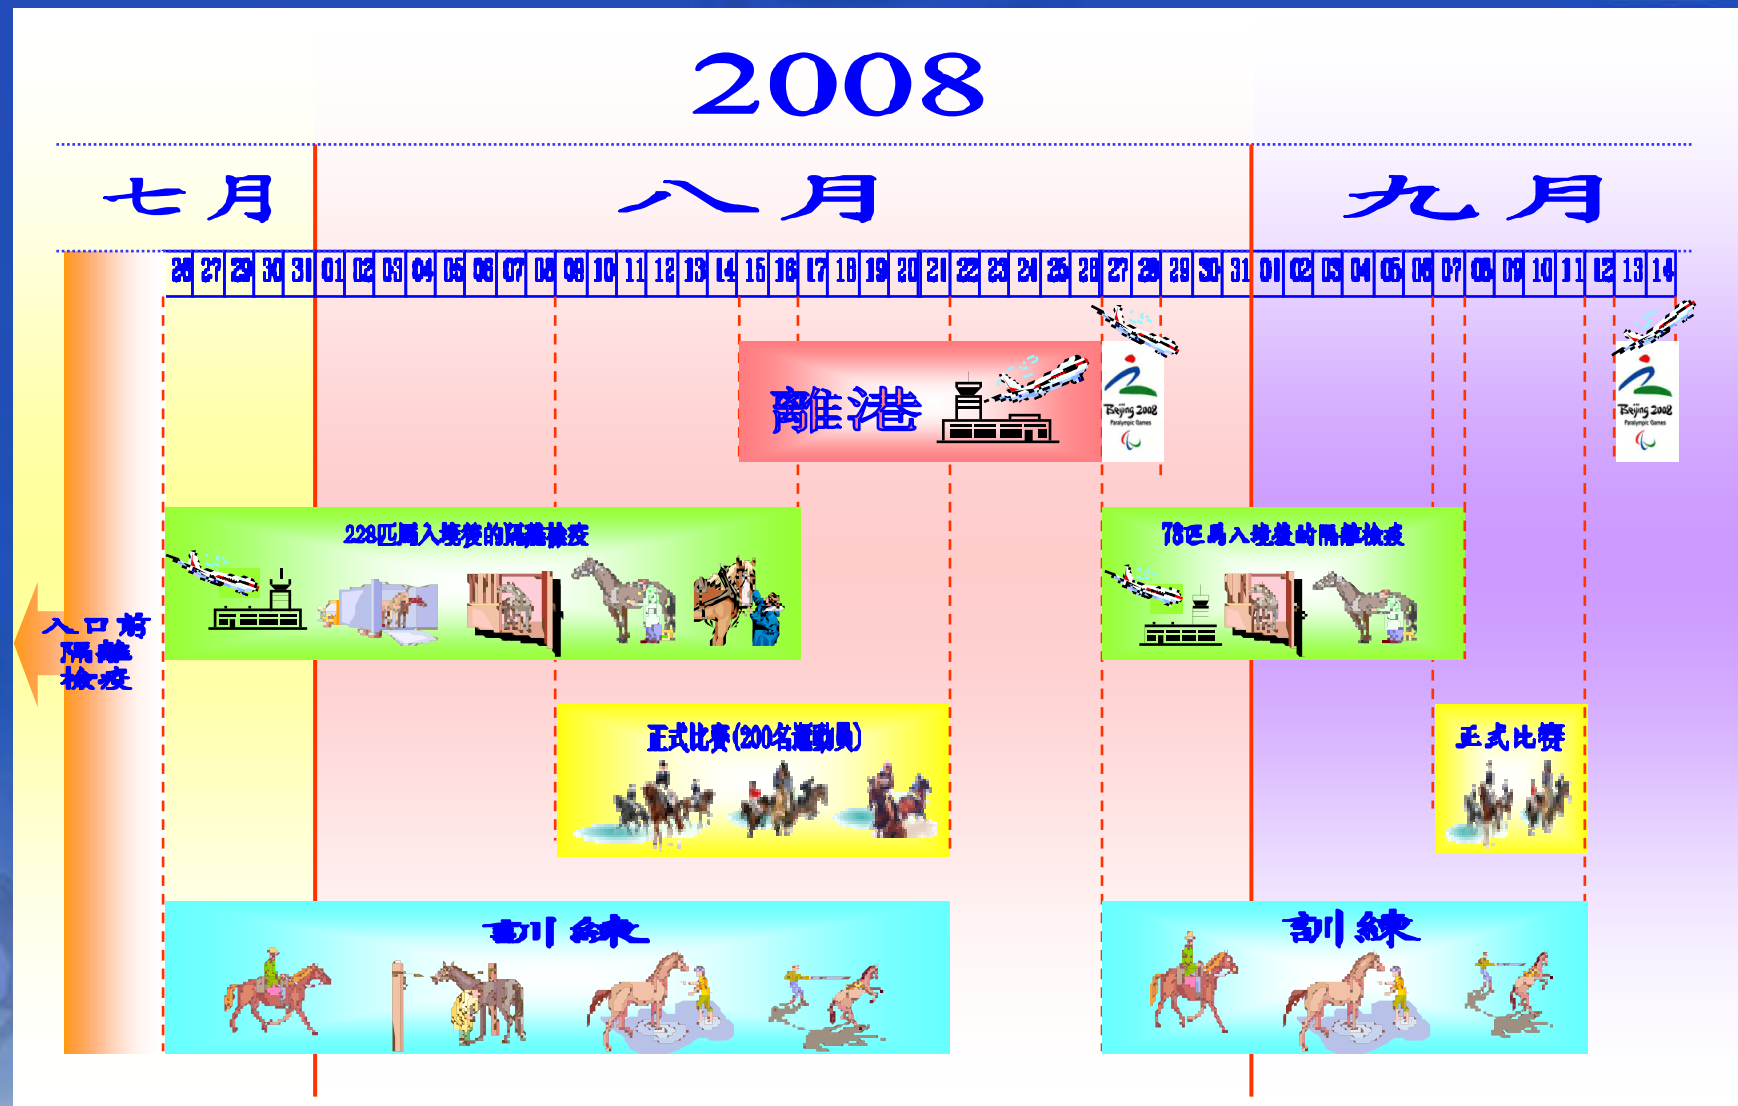 2008
七月 八月 九月
26 27 29 30 31 01 02 03 04 05 06 07 08 09 10 11 12 13 14 15 16 17 18 19 20 21 22 23 24 25 26 27 28 29 30 31 01 02 03 04 05 06 07 08 09 10 11 12 13 14
離港
Beijing 2008
Paralympic Games
Beijing 2008
Paralympic Games
228匹馬入境後的隔離檢疫
78匹馬入境後的隔離檢疫
入口前
隔離
檢疫
正式比賽(200名運動員)
正式比賽
訓練
訓練